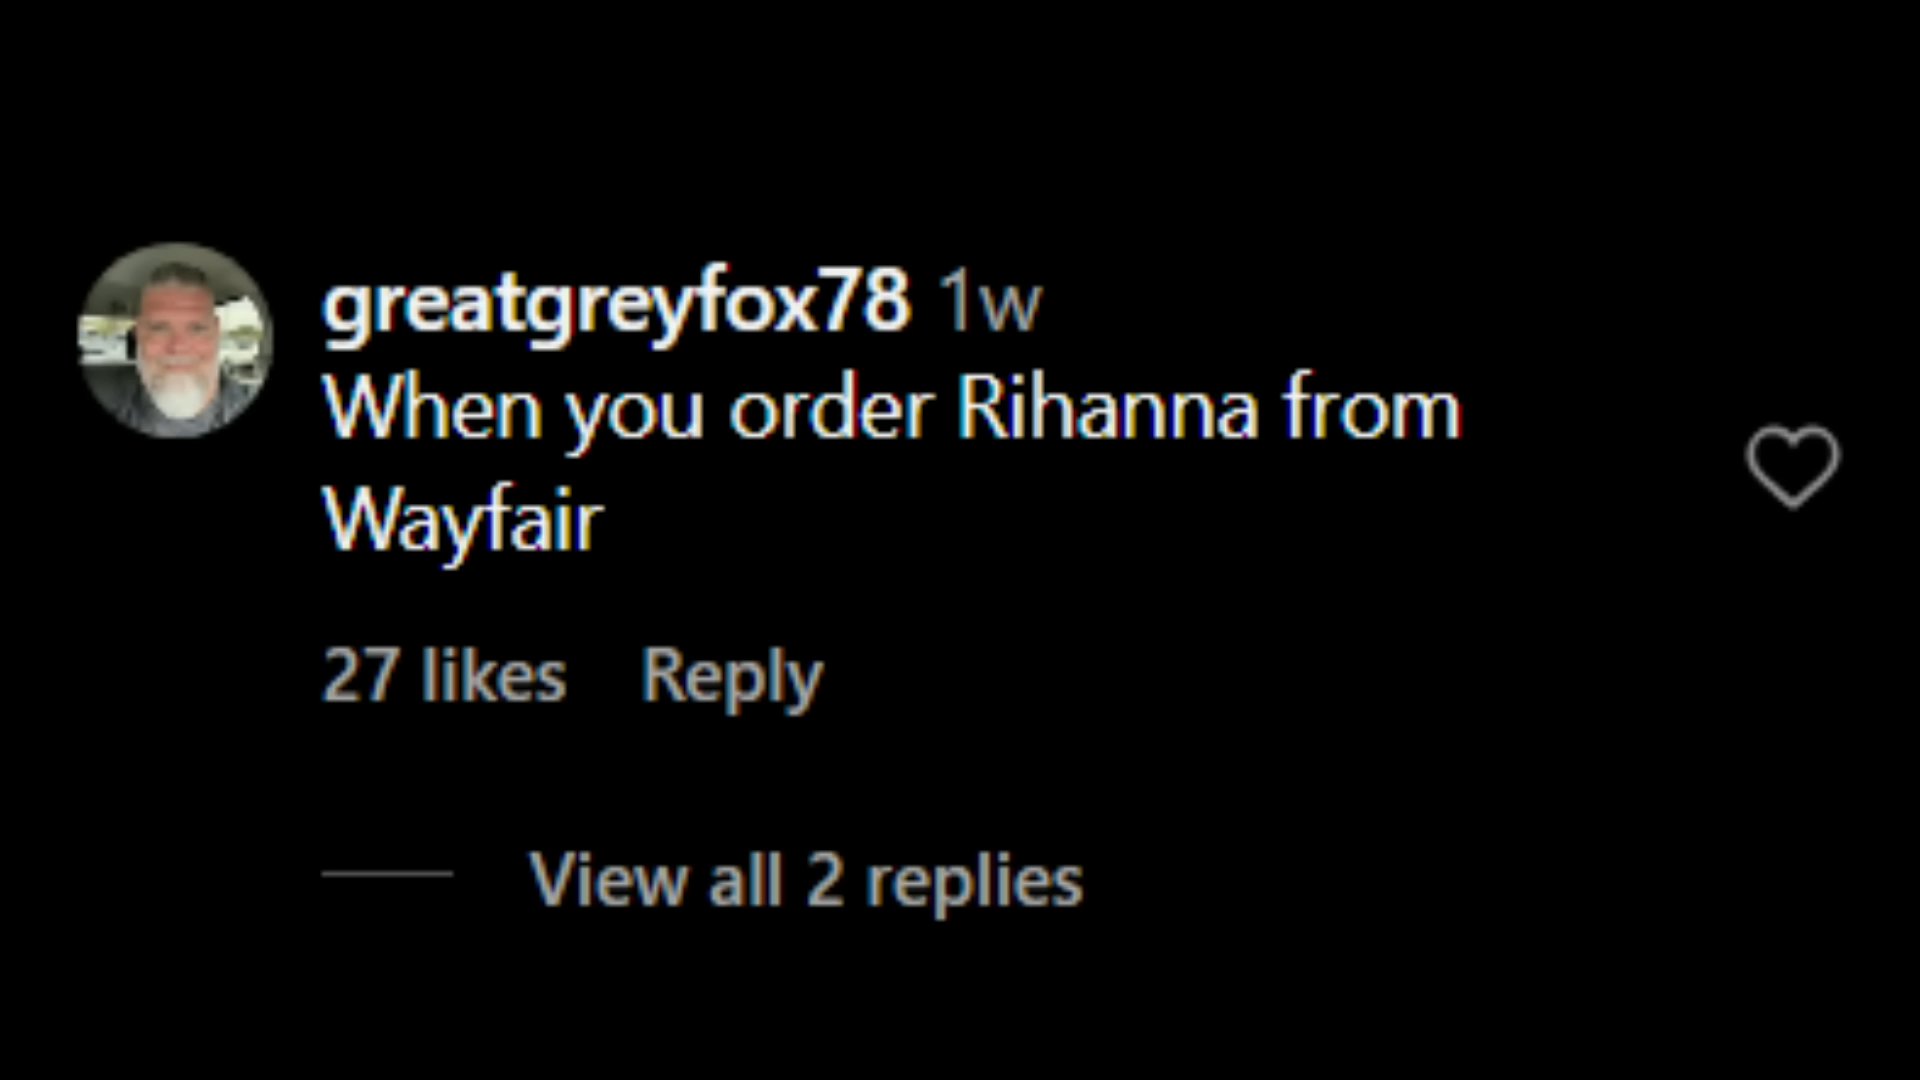 greatgreyfox78 1w
When you order Rihanna from
Wayfair
27 likes Reply
View all 2 replies